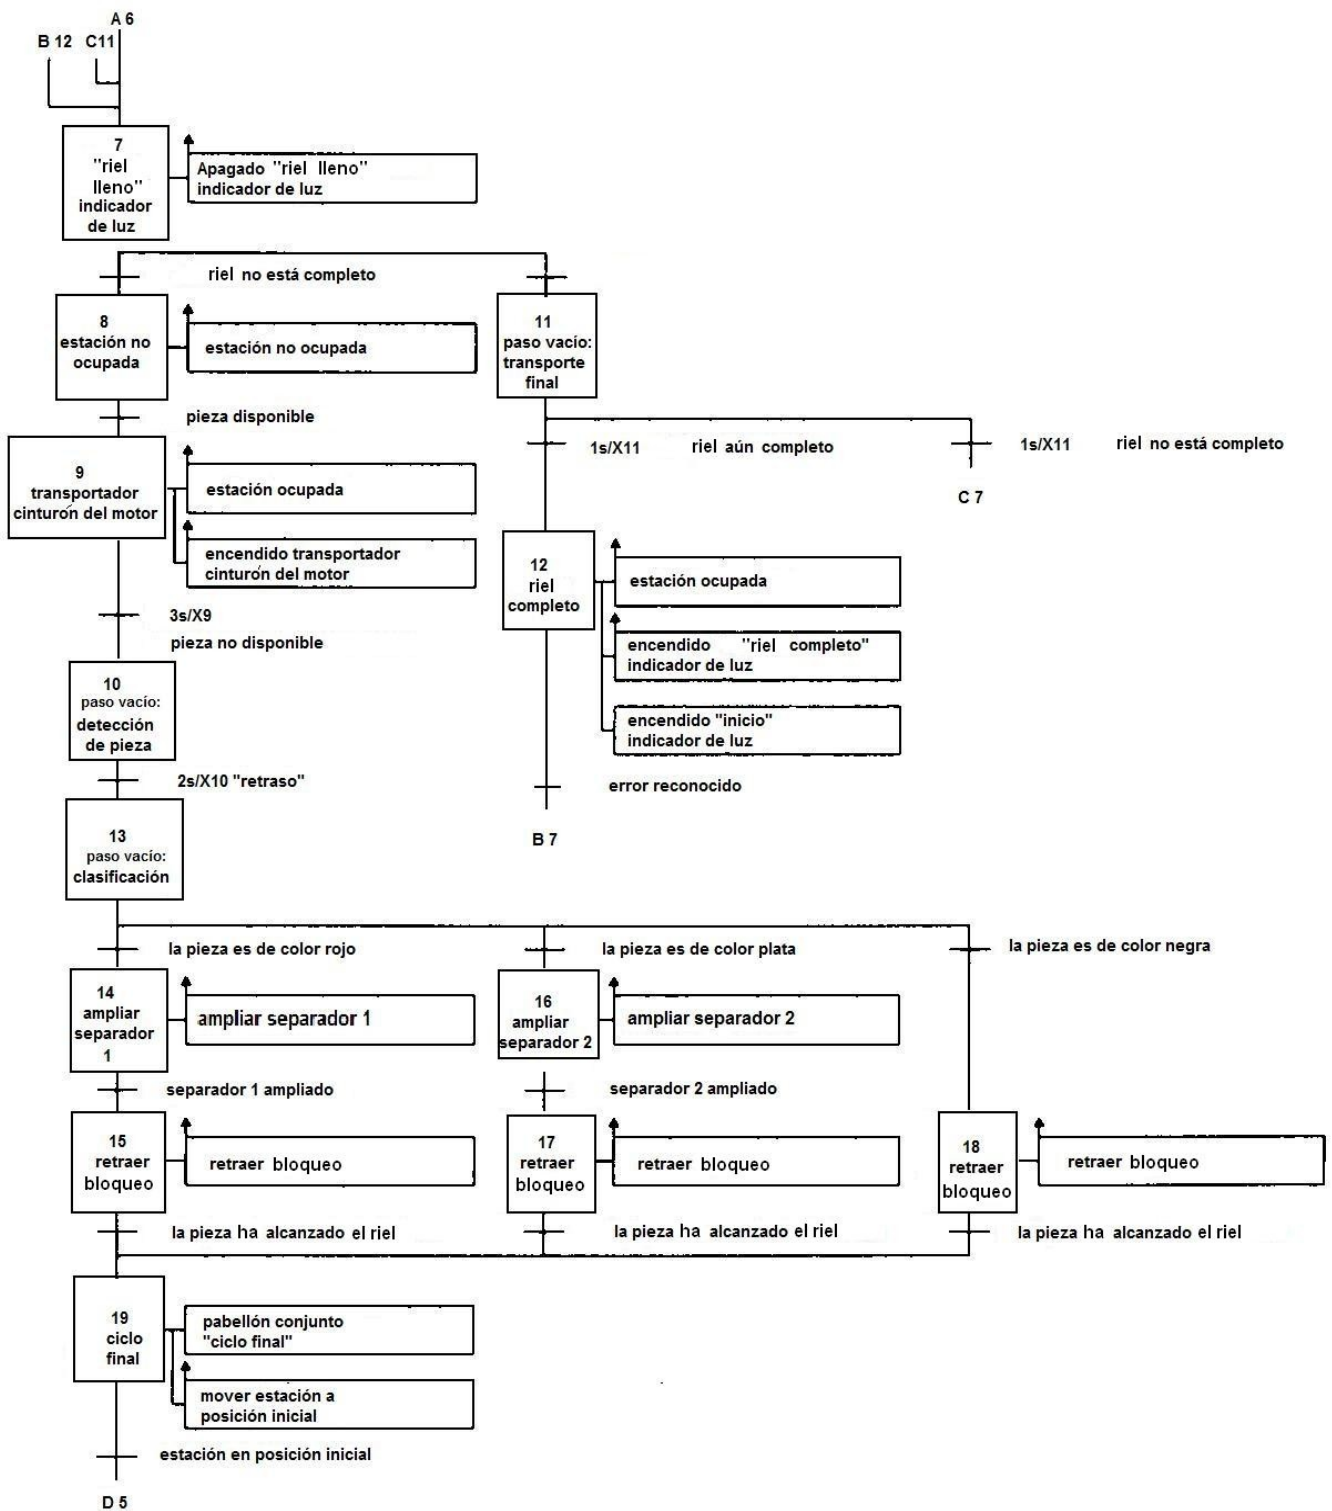 A 6
B 12
C11
7
"riel
lleno"
indicador
de luz
Apagado "riel lleno"
indicador de luz
riel no está completo
8
estación no
ocupada
estación no ocupada
11
paso vacío:
transporte
final
pieza disponible
1s/X11 riel aún completo
1s/X11 riel no está completo
C 7
9
transportador
cinturón del motor
estación ocupada
encendido transportador
cinturón del motor
12
riel
completo
estación ocupada
encendido "riel completo"
indicador de luz
encendido "inicio"
indicador de luz
3s/X9
pieza no disponible
10
paso vacío:
detección
de pieza
2s/X10 "retraso"
error reconocido
B 7
13
paso vacío:
clasificación
la pieza es de color rojo
la pieza es de color plata
la pieza es de color negra
14
ampliar
separador
1
ampliar separador 1
16
ampliar
separador 2
ampliar separador 2
separador 1 ampliado
separador 2 ampliado
15
retraer
bloqueo
retraer bloqueo
17
retraer
bloqueo
retraer bloqueo
18
retraer
bloqueo
retraer bloqueo
la pieza ha alcanzado el riel
la pieza ha alcanzado el riel
la pieza ha alcanzado el riel
19
ciclo
final
pabellón conjunto
"ciclo final"
mover estación a
posición inicial
estación en posición inicial
D 5